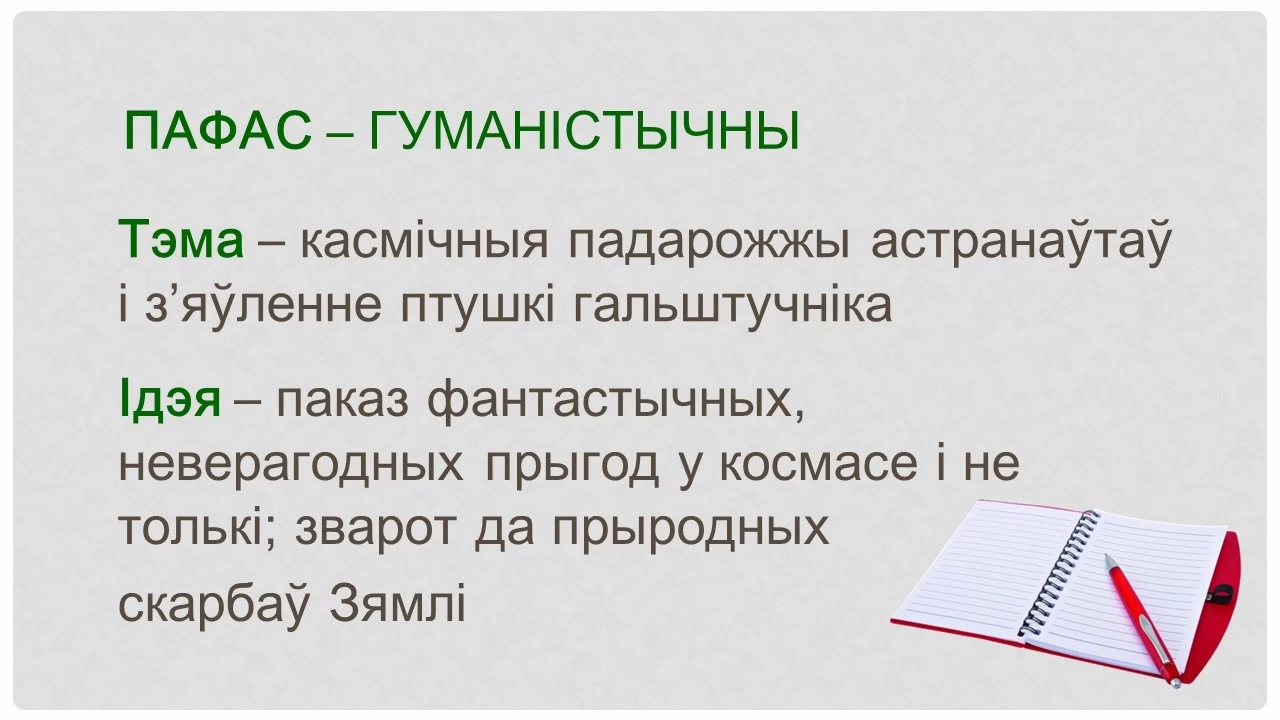 ПАФАС – ГУМАНІСТЫЧНЫ
Тэма – касмічныя падарожжы астранаўтаў
і з’яўленне птушкі гальштучніка
Ідэя – паказ фантастычных,
неверагодных прыгод у космасе і не
толькі; зварот да прыродных
скарбаў Зямлі